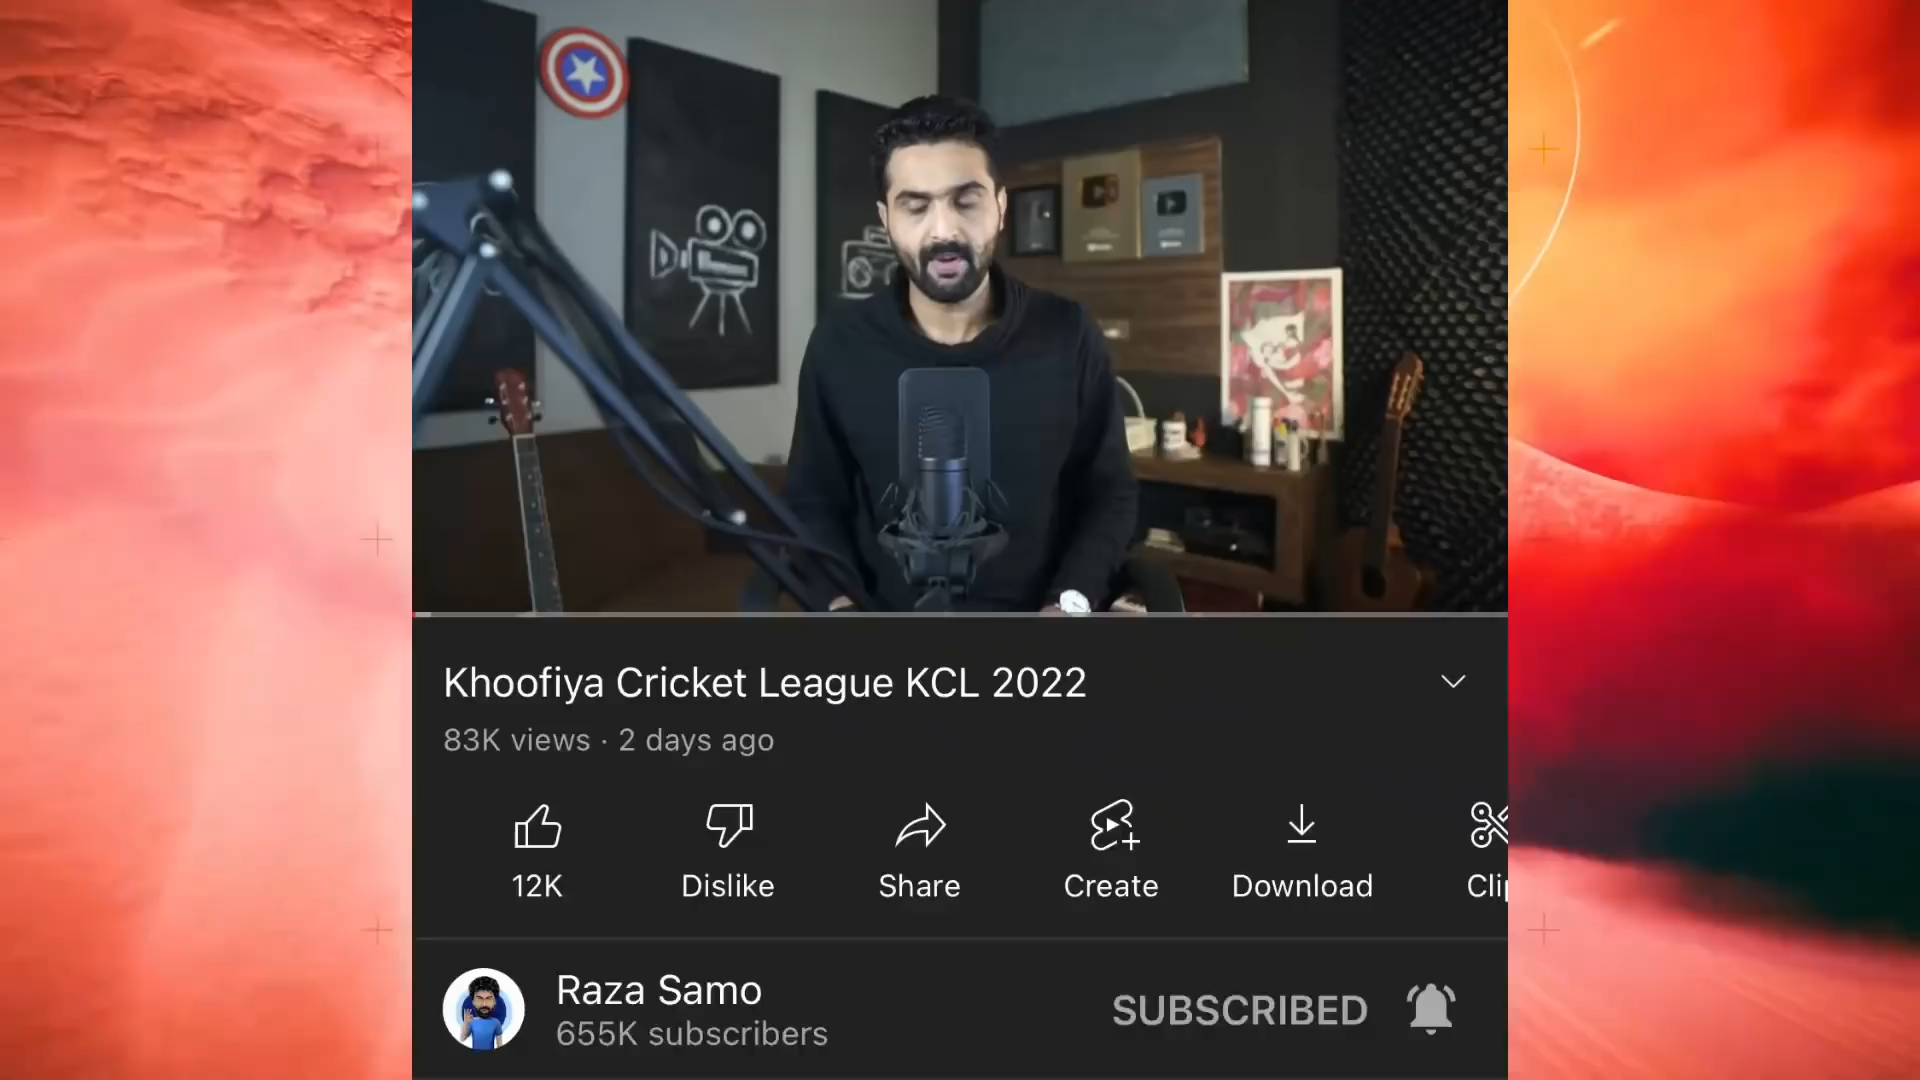 Khoofiya Cricket League KCL 2022
83K views · 2 days ago
12K
Dislike
Share
Create
Download
Clip
Raza Samo
655K subscribers
SUBSCRIBED